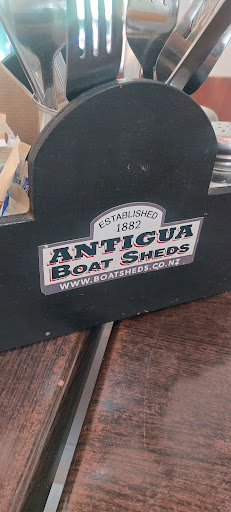 ESTABLISHED
1882
ANTIGUA
BOAT SHEDS
WWW.BOATSHEDS.CO.NZ